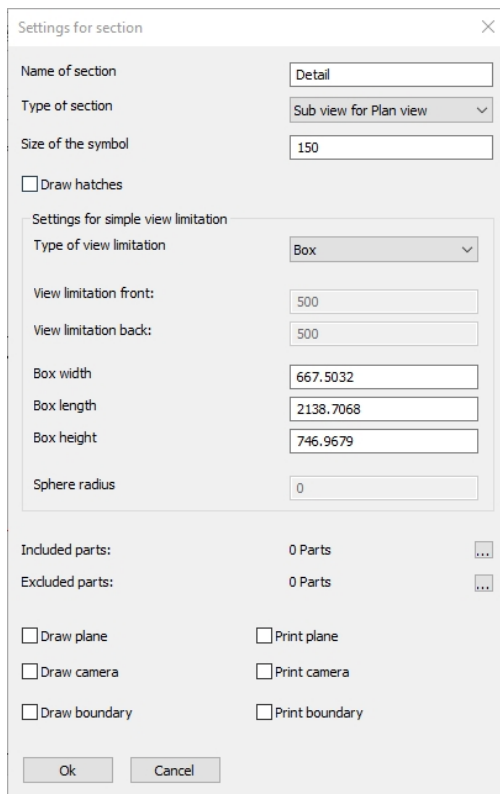 Settings for section
Name of section Detail
Type of section Sub view for Plan view
Size of the symbol 150
Draw hatches
Settings for simple view limitation
Type of view limitation Box
View limitation front: 500
View limitation back: 500
Box width 667.5032
Box length 2138.7068
Box height 746.9679
Sphere radius 0
Included parts: 0 Parts ...
Excluded parts: 0 Parts ...
Draw plane Print plane
Draw camera Print camera
Draw boundary Print boundary
Ok Cancel